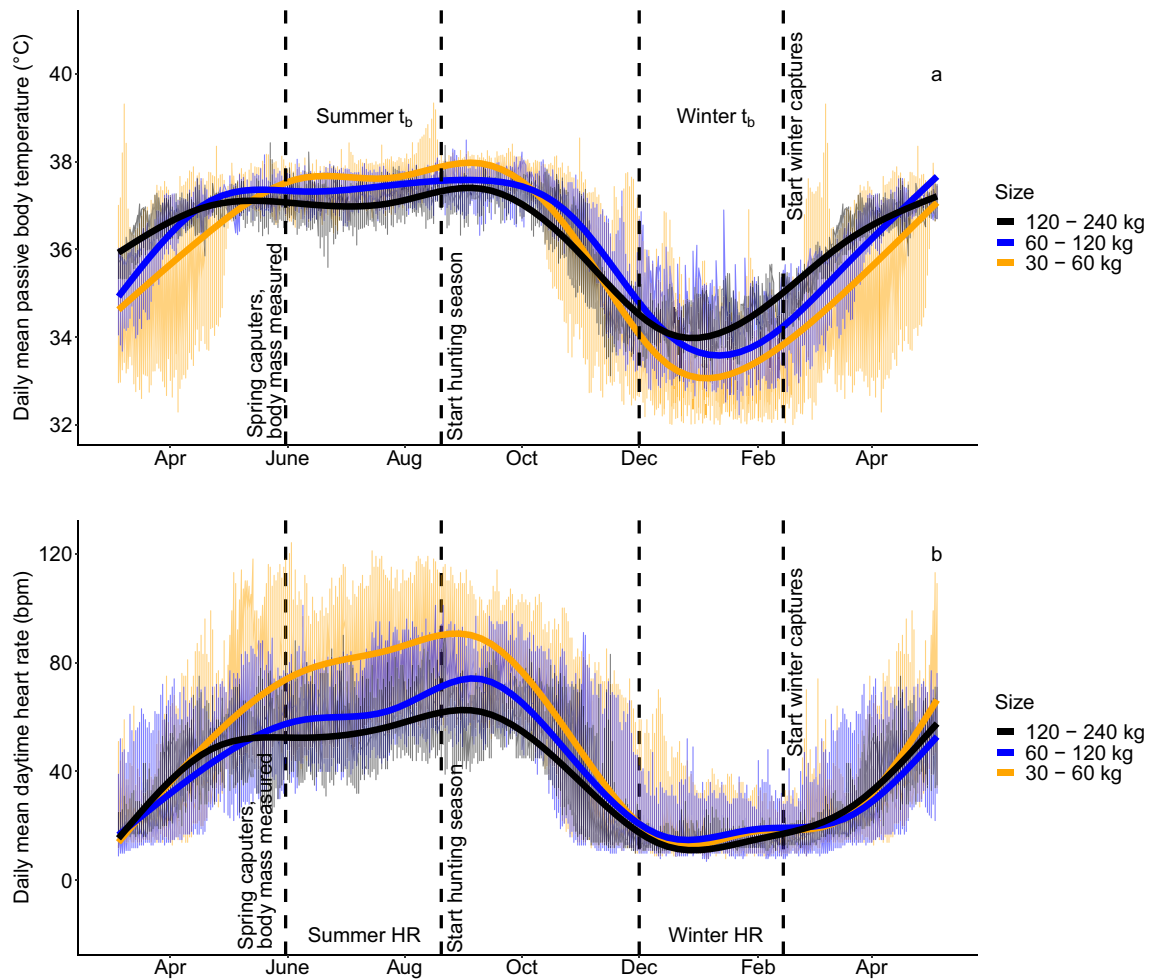 Daily mean passive body temperature (°C)
40
38
36
34
32
Summer t_b
Winter t_b
a
Spring caputers,
body mass measured
Start hunting season
Start winter captures
Apr June Aug Oct Dec Feb Apr
Size
120 – 240 kg
60 – 120 kg
30 – 60 kg
Daily mean daytime heart rate (bpm)
120
80
40
0
b
Spring caputers,
body mass measured
Start hunting season
Start winter captures
Summer HR
Winter HR
Apr June Aug Oct Dec Feb Apr
Size
120 – 240 kg
60 – 120 kg
30 – 60 kg